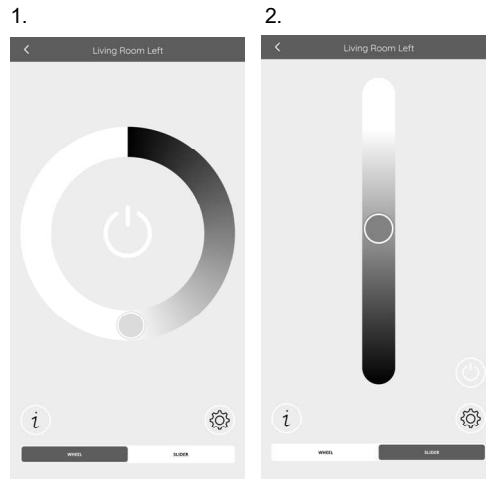 1.
2.
Living Room Left
Living Room Left
i
i
WHEEL
SLIDER
WHEEL
SLIDER